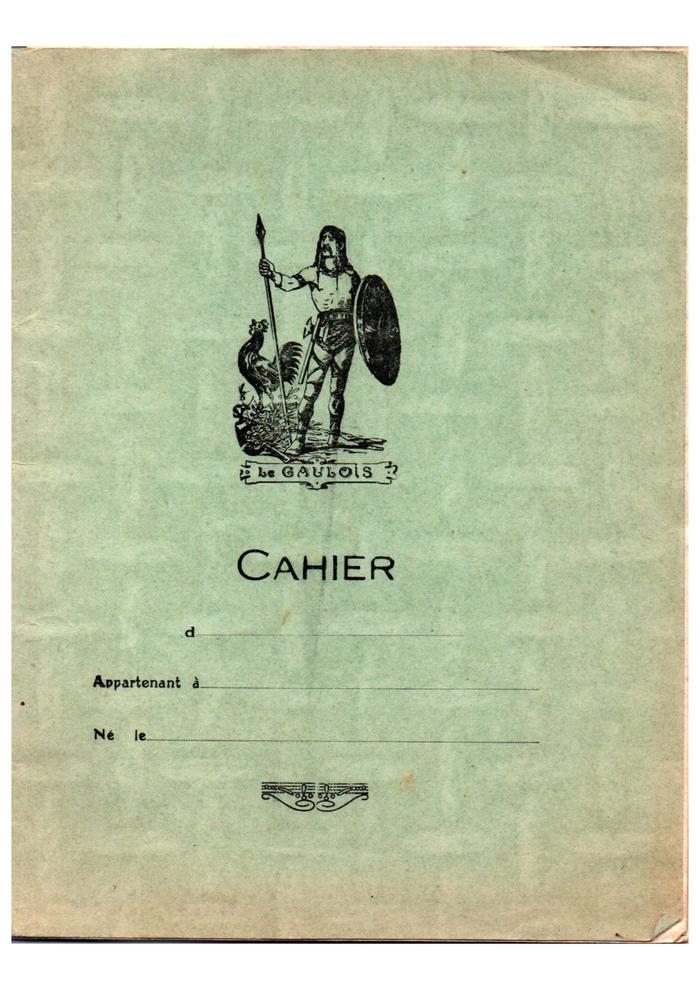 Le GAULOIS
CAHIER
d
Appartenant à
Né le